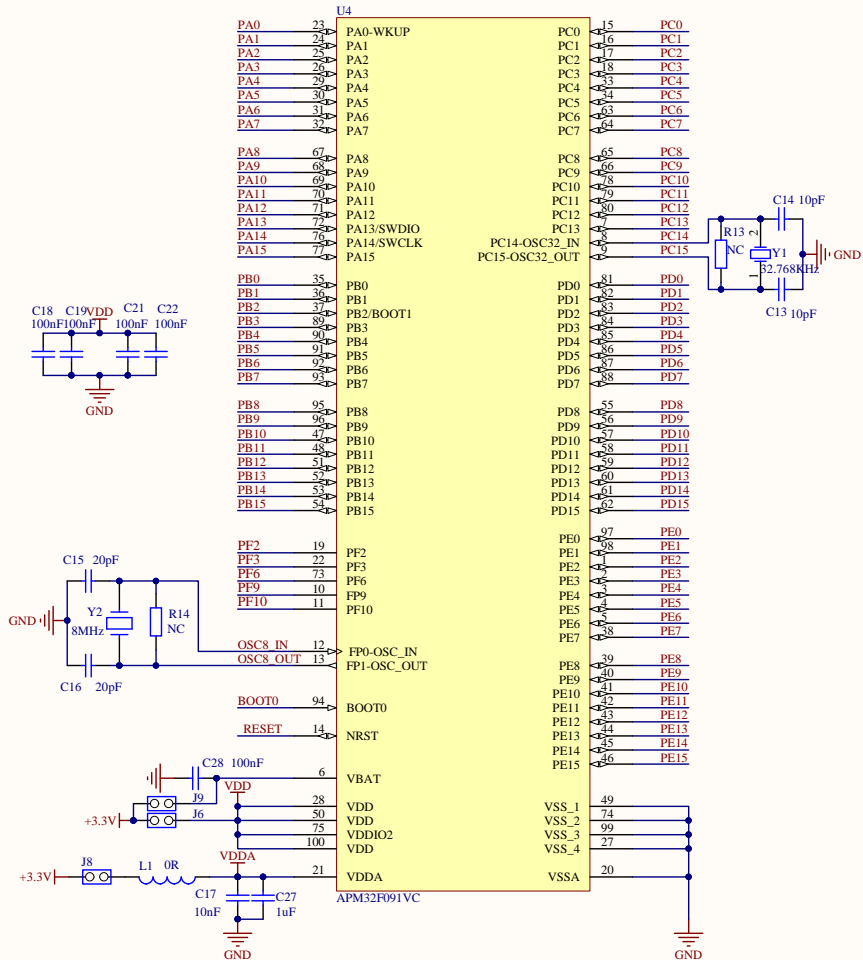 U4
PA0 23 PA0-WKUP PC0 15 PC0
PA1 24 PA1 PC1 16 PC1
PA2 25 PA2 PC2 17 PC2
PA3 26 PA3 PC3 18 PC3
PA4 29 PA4 PC4 33 PC4
PA5 30 PA5 PC5 34 PC5
PA6 31 PA6 PC6 63 PC6
PA7 32 PA7 PC7 64 PC7
PA8 67 PA8 PC8 65 PC8
PA9 68 PA9 PC9 66 PC9
PA10 69 PA10 PC10 78 PC10
PA11 70 PA11 PC11 79 PC11
PA12 71 PA12 PC12 80 PC12
PA13 72 PA13/SWDIO PC13 7 PC13
PA14 76 PA14/SWCLK PC14-OSC32_IN 8 PC14
PA15 77 PA15 PC15-OSC32_OUT 9 PC15
C14 10pF
R13
NC
2
Y1
32.768KHz
1
C13 10pF
GND
PB0 35 PB0 PD0 81 PD0
PB1 36 PB1 PD1 82 PD1
PB2 37 PB2/BOOT1 PD2 83 PD2
PB3 89 PB3 PD3 84 PD3
PB4 90 PB4 PD4 85 PD4
PB5 91 PB5 PD5 86 PD5
PB6 92 PB6 PD6 87 PD6
PB7 93 PB7 PD7 88 PD7
C18 C19 VDD C21 C22
100nF 100nF 100nF 100nF
GND
PB8 95 PB8 PD8 55 PD8
PB9 96 PB9 PD9 56 PD9
PB10 47 PB10 PD10 57 PD10
PB11 48 PB11 PD11 58 PD11
PB12 51 PB12 PD12 59 PD12
PB13 52 PB13 PD13 60 PD13
PB14 53 PB14 PD14 61 PD14
PB15 54 PB15 PD15 62 PD15
PE0 97 PE0
PF2 19 PF2 PE1 98 PE1
PF3 22 PF3 PE2 1 PE2
PF6 73 PF6 PE3 2 PE3
PF9 10 FP9 PE4 3 PE4
PF10 11 PF10 PE5 4 PE5
PE6 5 PE6
PE7 38 PE7
C15 20pF
GND
Y2
8MHz
R14
NC
C16 20pF
OSC8_IN 12 FP0-OSC_IN
OSC8_OUT 13 FP1-OSC_OUT PE8 39 PE8
PE9 40 PE9
PE10 41 PE10
BOOT0 94 BOOT0 PE11 42 PE11
PE12 43 PE12
RESET 14 NRST PE13 44 PE13
PE14 45 PE14
PE15 46 PE15
C28 100nF
6 VBAT
J9
VDD
28 VDD VSS_1 49
+3.3V J6 50 VDD VSS_2 74
75 VDDIO2 VSS_3 99
100 VDD VSS_4 27
VDDA
+3.3V J8 L1 0R 21 VDDA VSSA 20
C17
10nF
C27
1uF
APM32F091VC
GND
GND